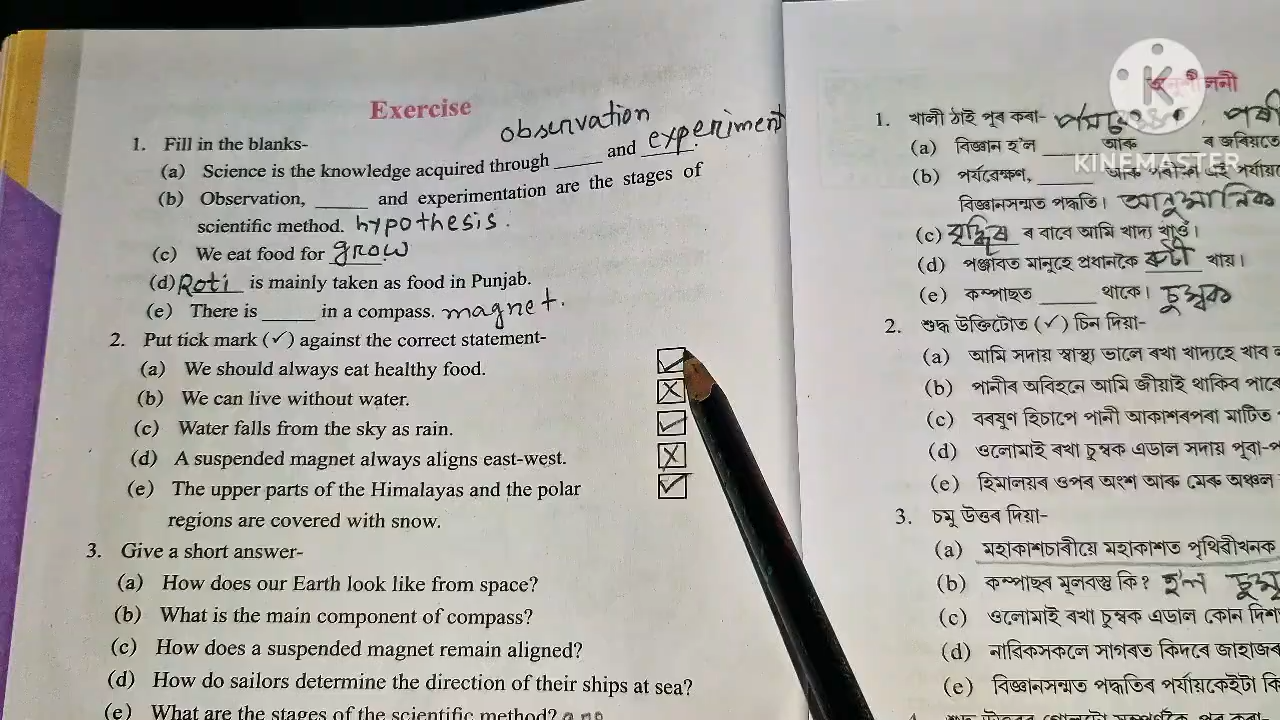 Exercise
1. Fill in the blanks-
observation
experiment
(a) Science is the knowledge acquired through _____ and _____.
(b) Observation, _____ and experimentation are the stages of
scientific method. hypothesis.
(c) We eat food for grow
(d) Roti is mainly taken as food in Punjab.
(e) There is _____ in a compass. magnet.
2. Put tick mark (✓) against the correct statement-
(a) We should always eat healthy food. ✓
(b) We can live without water. X
(c) Water falls from the sky as rain. ✓
(d) A suspended magnet always aligns east-west. X
(e) The upper parts of the Himalayas and the polar ✓
regions are covered with snow.
3. Give a short answer-
(a) How does our Earth look like from space?
(b) What is the main component of compass?
(c) How does a suspended magnet remain aligned?
(d) How do sailors determine the direction of their ships at sea?
(e) What are the stages of the scientific method?
KINEMASTER
1. খালী ঠাই পূৰ কৰা-
(a) বিজ্ঞান হ'ল _____ আৰু _____ ৰ জৰিয়তে
(b) পৰ্যবেক্ষণ, _____ আৰু
বিজ্ঞানসন্মত পদ্ধতি। আনুমানিক
(c) বৃদ্ধিৰ ৰ বাবে আমি খাদ্য খাওঁ।
(d) পঞ্জাবত মানুহে প্ৰধানকৈ ৰুটী খায়।
(e) কম্পাছত _____ থাকে। চুম্বক
2. শুদ্ধ উক্তিটোত (✓) চিন দিয়া-
(a) আমি সদায় স্বাস্থ্য ভালে ৰখা খাদ্যহে খাব
(b) পানীৰ অবিহনে আমি জীয়াই থাকিব
(c) বৰষুণ হিচাপে পানী আকাশৰপৰা মাটিত
(d) ওলোমাই ৰখা চুম্বক এডাল সদায়
(e) হিমালয়ৰ ওপৰ অংশ আৰু মেৰু অঞ্চল
3. চমু উত্তৰ দিয়া-
(a) মহাকাশচাৰীয়ে মহাকাশত পৃথিৱীখনক
(b) কম্পাছৰ মূলবস্তু কি? হ'ল
(c) ওলোমাই ৰখা চুম্বক এডাল কোন
(d) নাবিকসকলে সাগৰত কিদৰে
(e) বিজ্ঞানসন্মত পদ্ধতিৰ পৰ্যায়কেইটা কি